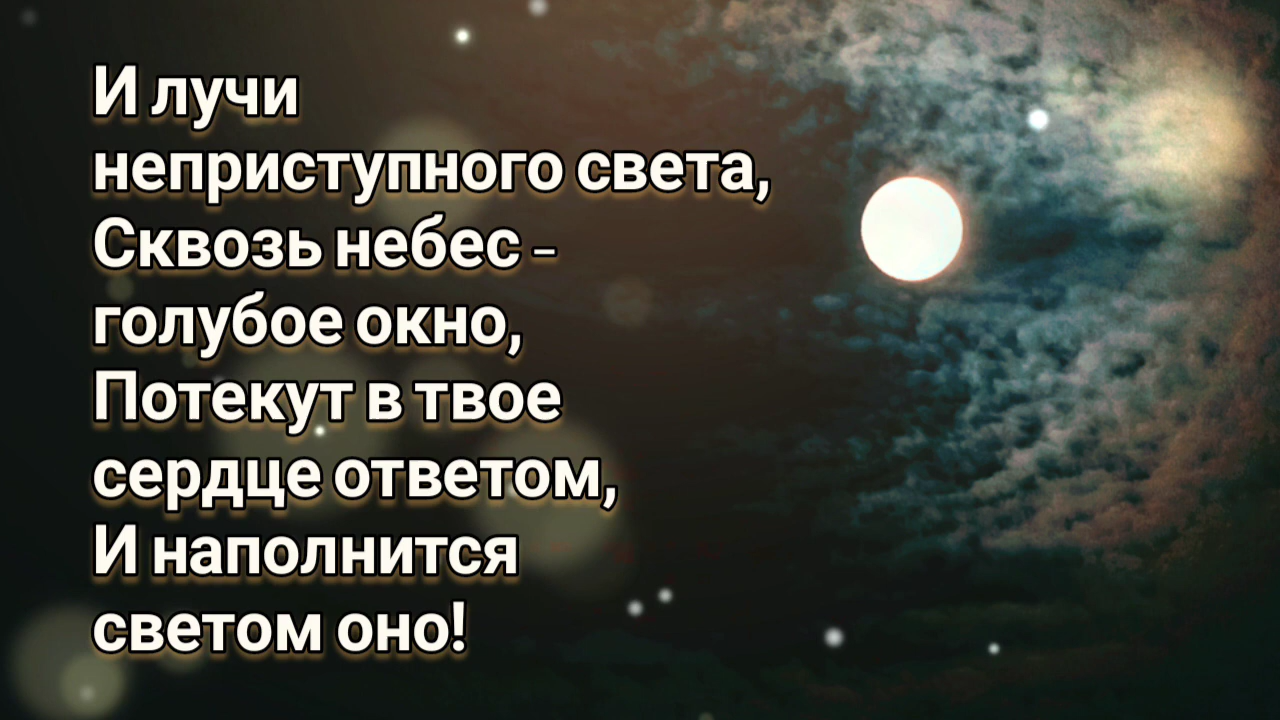 И лучи
неприступного света,
Сквозь небес -
голубое окно,
Потекут в твое
сердце ответом,
И наполнится
светом оно!